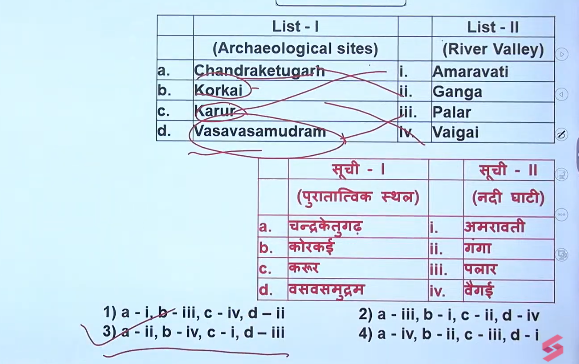 List - I List - II
(Archaeological sites) (River Valley)
a. Chandraketugarh i. Amaravati
b. Korkai ii. Ganga
c. Karur iii. Palar
d. Vasavasamudram iv. Vaigai
सूची - I सूची - II
(पुरातात्विक स्थल) (नदी घाटी)
a. चन्द्रकेतुगढ़ i. अमरावती
b. कोरकई ii. गंगा
c. करूर iii. पलार
d. वसवसमुद्रम iv. वैगई
1) a - i, b - iii, c - iv, d – ii 2) a - iii, b - i, c - ii, d - iv
3) a - ii, b - iv, c - i, d – iii 4) a - iv, b - ii, c - iii, d - i